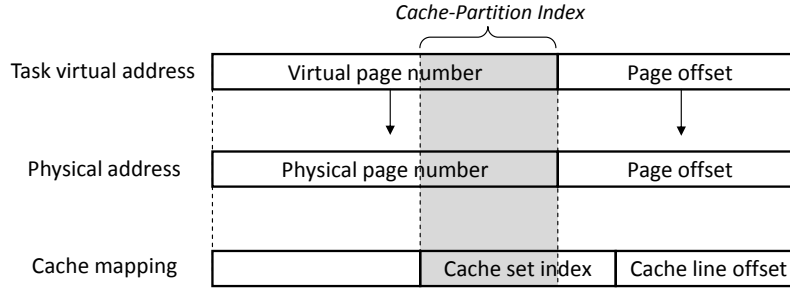 Cache-Partition Index
Task virtual address
Virtual page number
Page offset
Physical address
Physical page number
Page offset
Cache mapping
Cache set index
Cache line offset